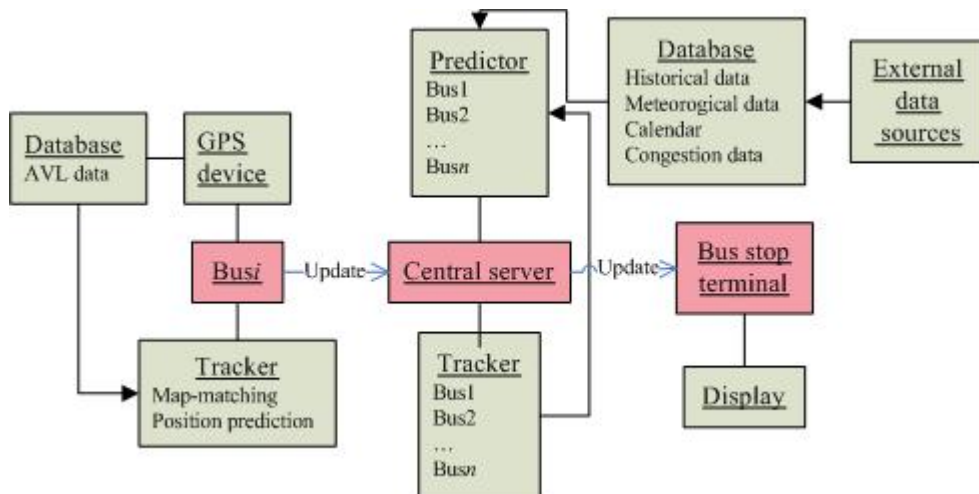 Predictor
Bus1
Bus2
...
Busn
Database
Historical data
Meteorogical data
Calendar
Congestion data
External
data
sources
Database
AVL data
GPS
device
Busi
Update
Central server
Update
Bus stop
terminal
Tracker
Map-matching
Position prediction
Tracker
Bus1
Bus2
...
Busn
Display